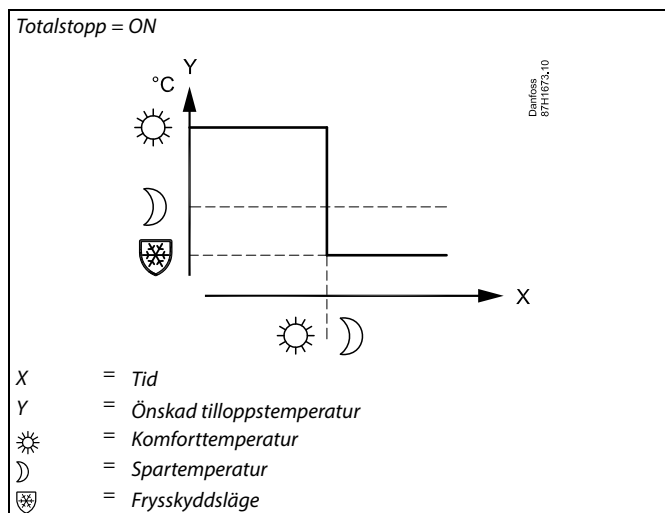 Totalstopp = ON
Y
°C
Danfoss
87H1673.10
X
X = Tid
Y = Önskad tilloppstemperatur
= Komforttemperatur
= Spartemperatur
= Frysskyddsläge